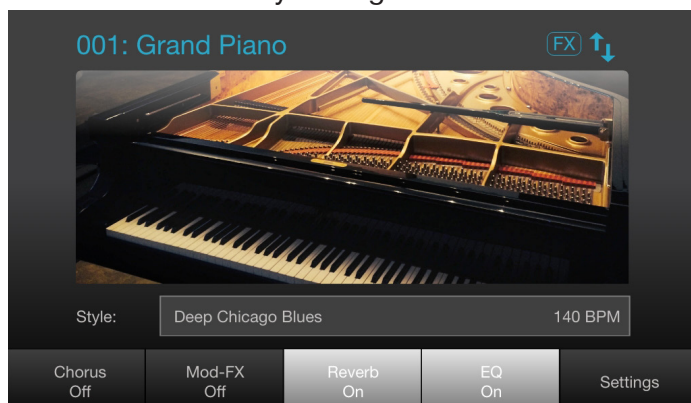 001: Grand Piano FX
Style: Deep Chicago Blues 140 BPM
Chorus Mod-FX Reverb EQ Settings
Off Off On On